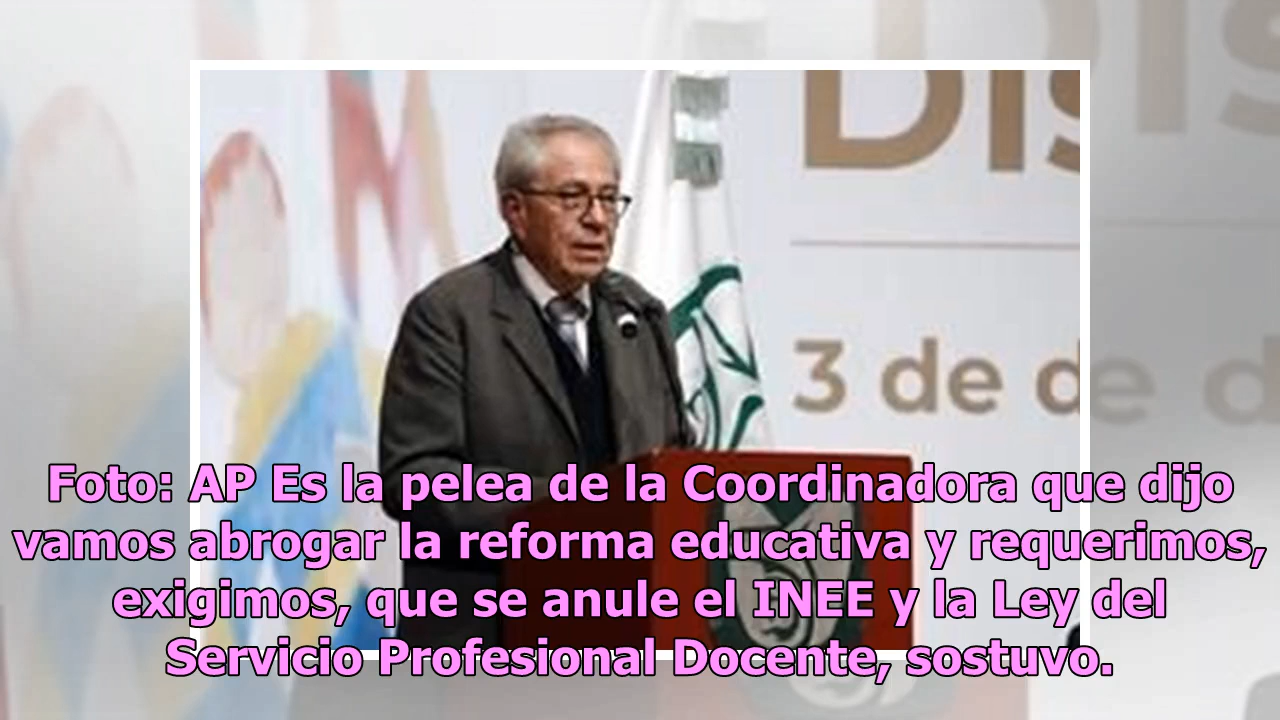 Dis
3 de d
Foto: AP Es la pelea de la Coordinadora que dijo
vamos abrogar la reforma educativa y requerimos,
exigimos, que se anule el INEE y la Ley del
Servicio Profesional Docente, sostuvo.